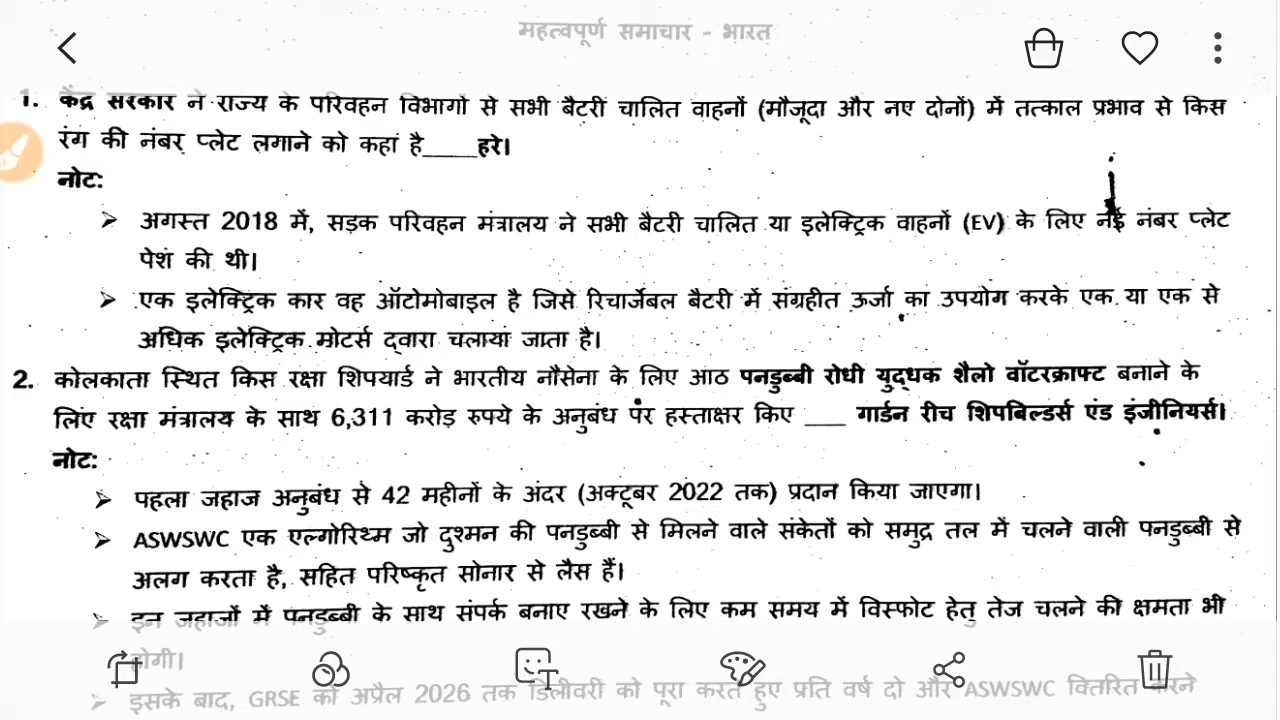 महत्वपूर्ण समाचार - भारत
1. केंद्र सरकार ने राज्य के परिवहन विभागों से सभी बैटरी चालित वाहनों (मौजूदा और नए दोनों) में तत्काल प्रभाव से किस
रंग की नंबर प्लेट लगाने को कहा है____हरे।
नोट:
➢ अगस्त 2018 में, सड़क परिवहन मंत्रालय ने सभी बैटरी चालित या इलेक्ट्रिक वाहनों (EV) के लिए नई नंबर प्लेट
पेश की थी।
➢ एक इलेक्ट्रिक कार वह ऑटोमोबाइल है जिसे रिचार्जेबल बैटरी में संग्रहीत ऊर्जा का उपयोग करके एक या एक से
अधिक इलेक्ट्रिक मोटर्स द्वारा चलाया जाता है।
2. कोलकाता स्थित किस रक्षा शिपयार्ड ने भारतीय नौसेना के लिए आठ पनडुब्बी रोधी युद्धक शैलो वॉटरक्राफ्ट बनाने के
लिए रक्षा मंत्रालय के साथ 6,311 करोड़ रुपये के अनुबंध पर हस्ताक्षर किए ___ गार्डन रीच शिपबिल्डर्स एंड इंजीनियर्स।
नोट:
➢ पहला जहाज अनुबंध से 42 महीनों के अंदर (अक्टूबर 2022 तक) प्रदान किया जाएगा।
➢ ASWSWC एक एल्गोरिथ्म जो दुश्मन की पनडुब्बी से मिलने वाले संकेतों को समुद्र तल में चलने वाली पनडुब्बी से
अलग करता है, सहित परिष्कृत सोनार से लैस हैं।
➢ इन जहाजों में पनडुब्बी के साथ संपर्क बनाए रखने के लिए कम समय में विस्फोट हेतु तेज चलने की क्षमता भी
होगी।
➢ इसके बाद, GRSE को अप्रैल 2026 तक डिलीवरी को पूरा करते हुए प्रति वर्ष दो और ASWSWC वितरित करने